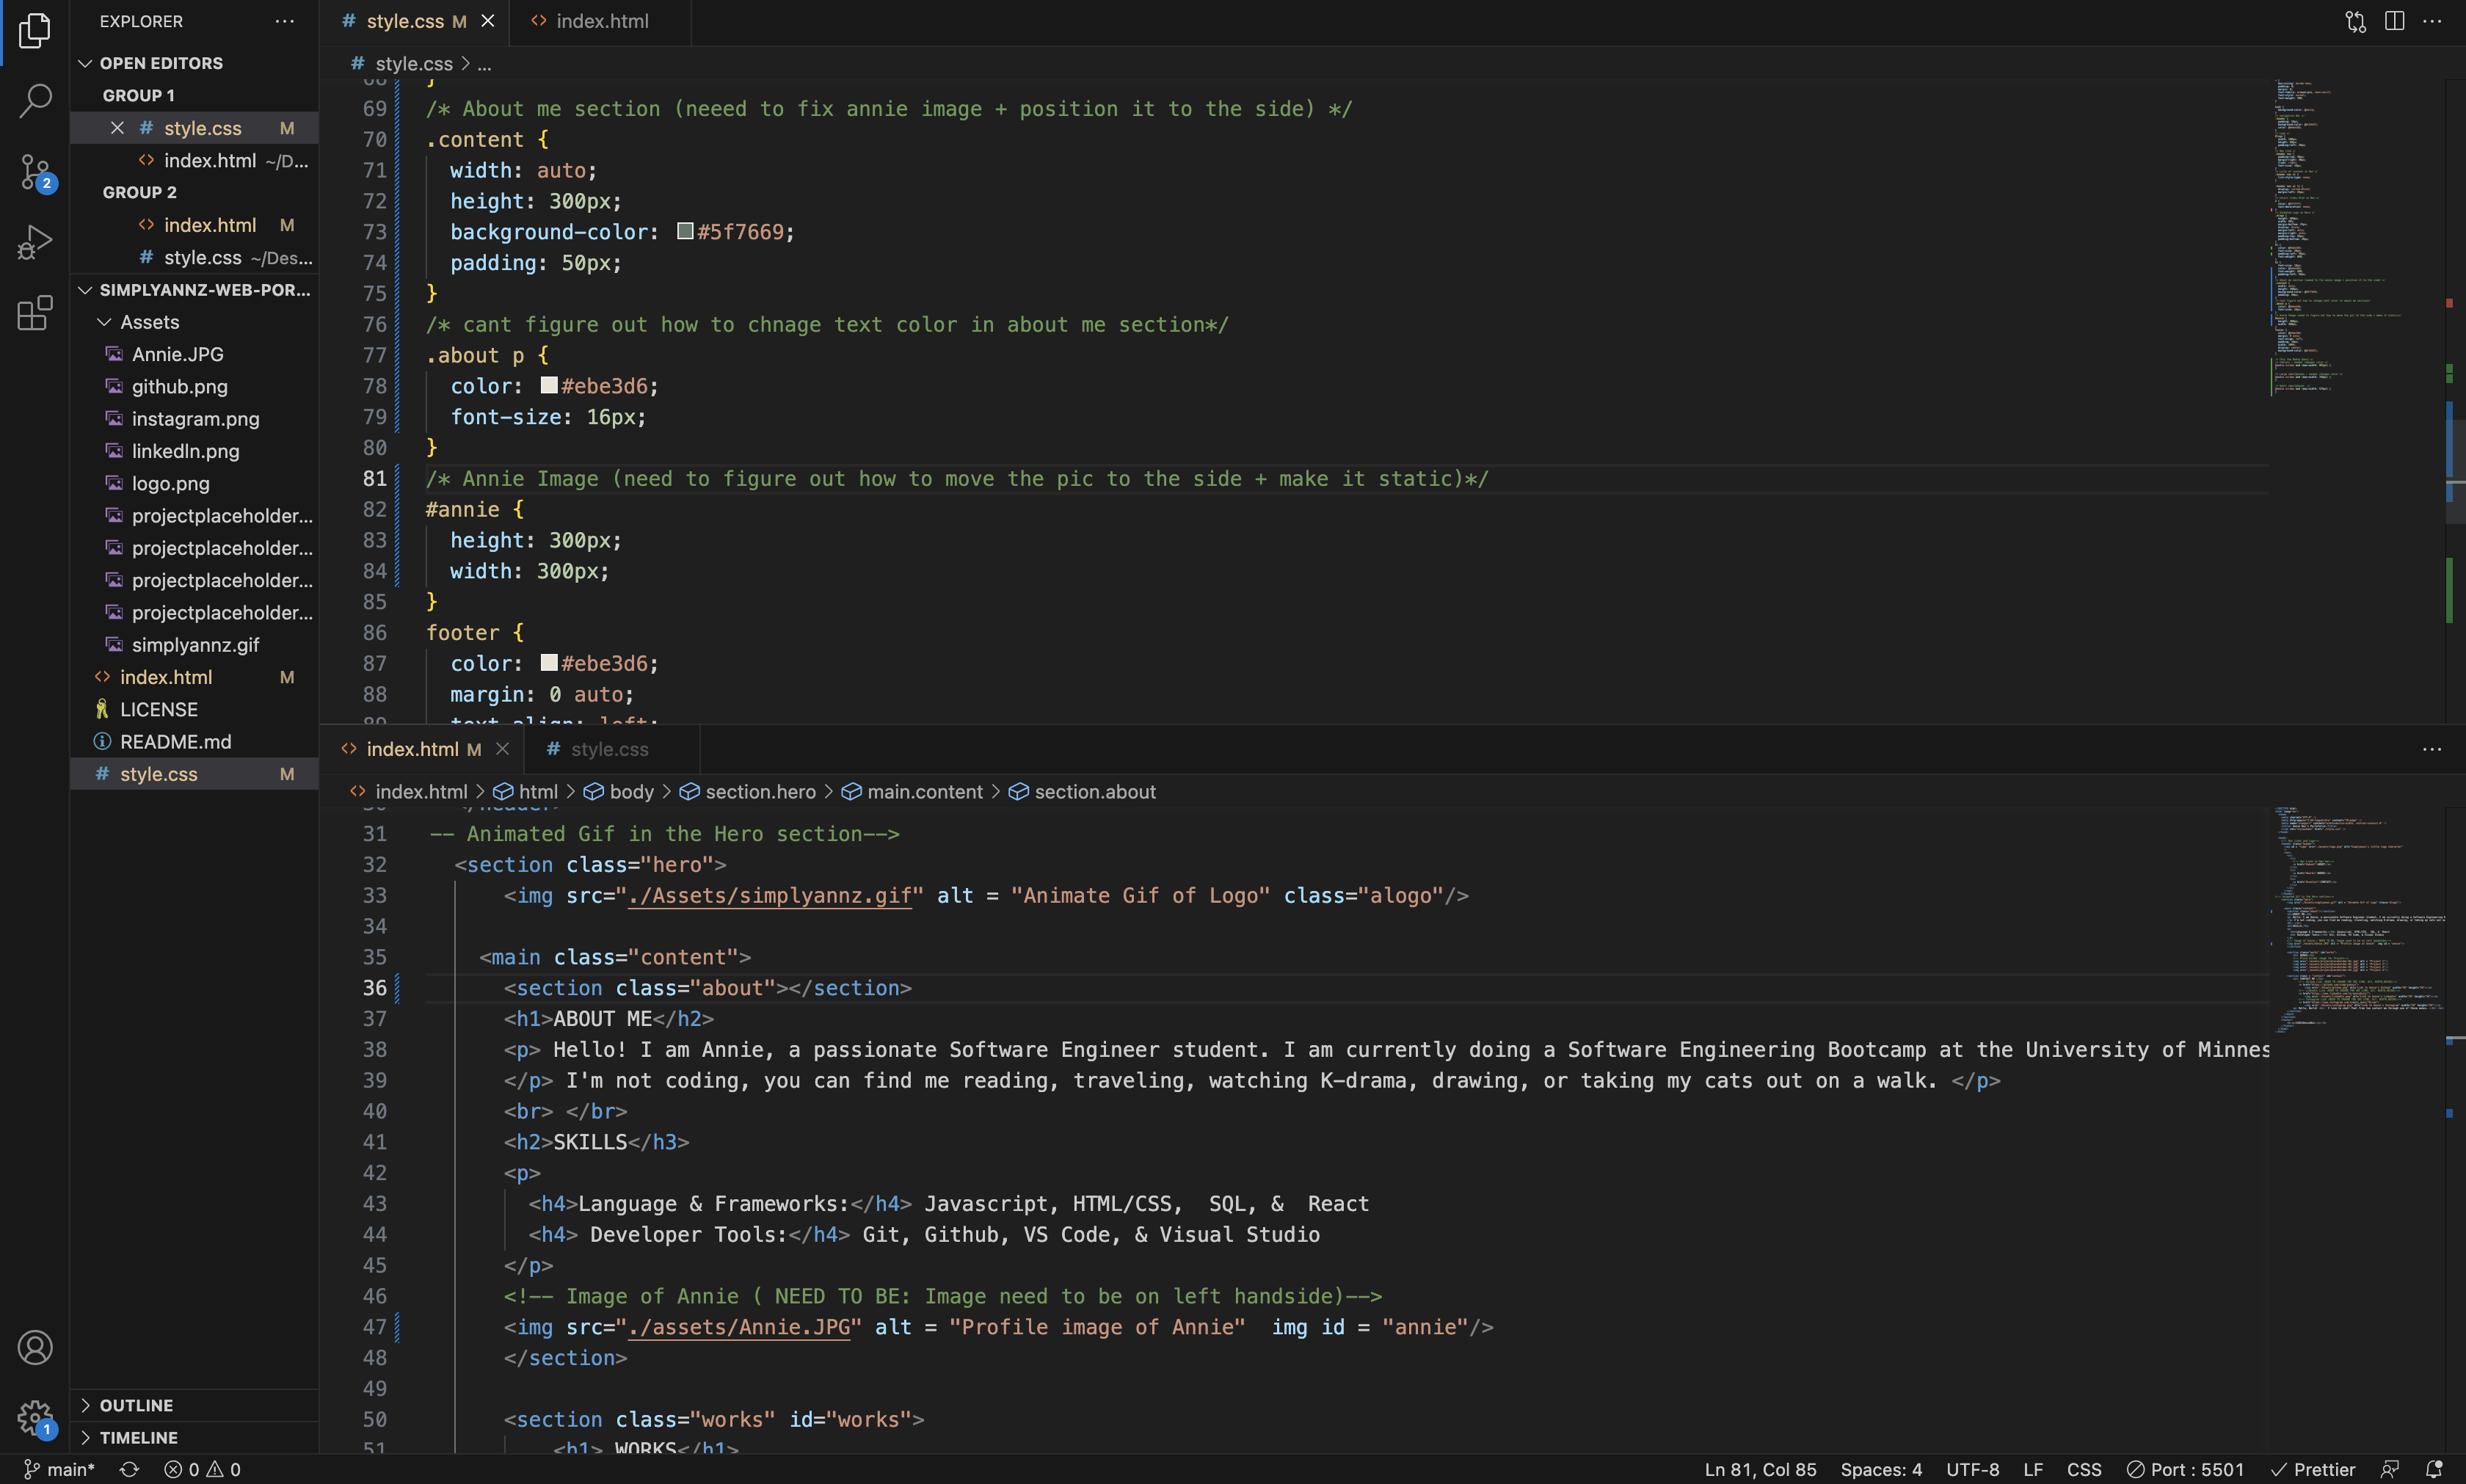 EXPLORER
OPEN EDITORS
GROUP 1
style.css M
index.html ~/D...
GROUP 2
index.html M
style.css ~/Des...
SIMPLYANNZ-WEB-POR...
Assets
Annie.JPG
github.png
instagram.png
linkedln.png
logo.png
projectplaceholder...
projectplaceholder...
projectplaceholder...
projectplaceholder...
simplyannz.gif
index.html M
LICENSE
README.md
style.css M
OUTLINE
TIMELINE
2
1
# style.css M
index.html
# style.css > ...
68 }
69 /* About me section (neeed to fix annie image + position it to the side) */
70 .content {
71 width: auto;
72 height: 300px;
73 background-color: #5f7669;
74 padding: 50px;
75 }
76 /* cant figure out how to chnage text color in about me section*/
77 .about p {
78 color: #ebe3d6;
79 font-size: 16px;
80 }
81 /* Annie Image (need to figure out how to move the pic to the side + make it static)*/
82 #annie {
83 height: 300px;
84 width: 300px;
85 }
86 footer {
87 color: #ebe3d6;
88 margin: 0 auto;
89 text-align: left;
index.html M
# style.css
index.html > html > body > section.hero > main.content > section.about
30 </header>
31 -- Animated Gif in the Hero section-->
32 <section class="hero">
33 <img src="./Assets/simplyannz.gif" alt = "Animate Gif of Logo" class="alogo"/>
34
35 <main class="content">
36 <section class="about"></section>
37 <h1>ABOUT ME</h2>
38 <p> Hello! I am Annie, a passionate Software Engineer student. I am currently doing a Software Engineering Bootcamp at the University of Minnes
39 </p> I'm not coding, you can find me reading, traveling, watching K-drama, drawing, or taking my cats out on a walk. </p>
40 <br> </br>
41 <h2>SKILLS</h3>
42 <p>
43 <h4>Language & Frameworks:</h4> Javascript, HTML/CSS,  SQL, &  React
44 <h4> Developer Tools:</h4> Git, Github, VS Code, & Visual Studio
45 </p>
46 <!-- Image of Annie ( NEED TO BE: Image need to be on left handside)-->
47 <img src="./assets/Annie.JPG" alt = "Profile image of Annie"  img id = "annie"/>
48 </section>
49
50 <section class="works" id="works">
51 <h1> WORKS</h1>
main* 0 0 Ln 81, Col 85 Spaces: 4 UTF-8 LF CSS Port : 5501 Prettier